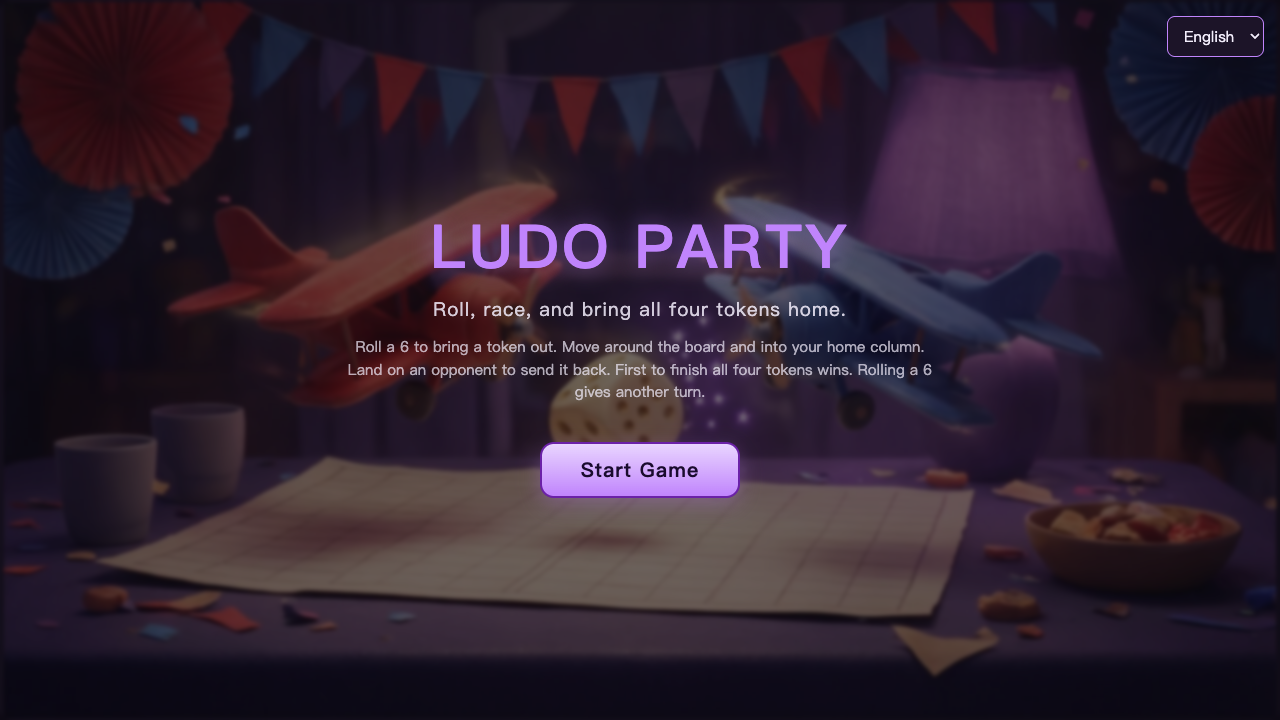 English
LUDO PARTY
Roll, race, and bring all four tokens home.
Roll a 6 to bring a token out. Move around the board and into your home column.
Land on an opponent to send it back. First to finish all four tokens wins. Rolling a 6
gives another turn.
Start Game